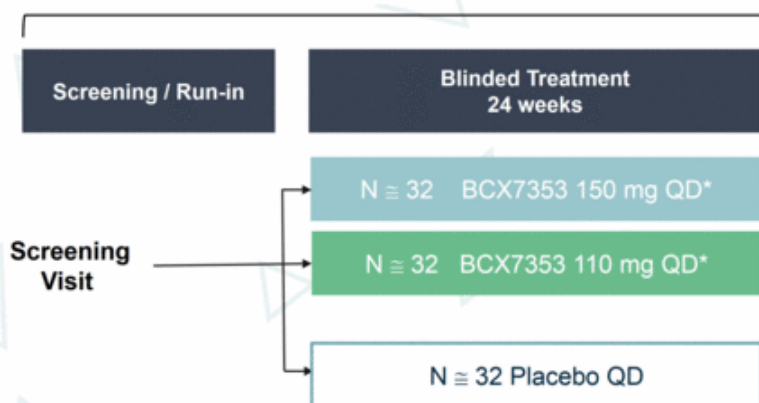 Screening / Run-in
Blinded Treatment
24 weeks
N ≅ 32 BCX7353 150 mg QD*
Screening
Visit
N ≅ 32 BCX7353 110 mg QD*
N ≅ 32 Placebo QD